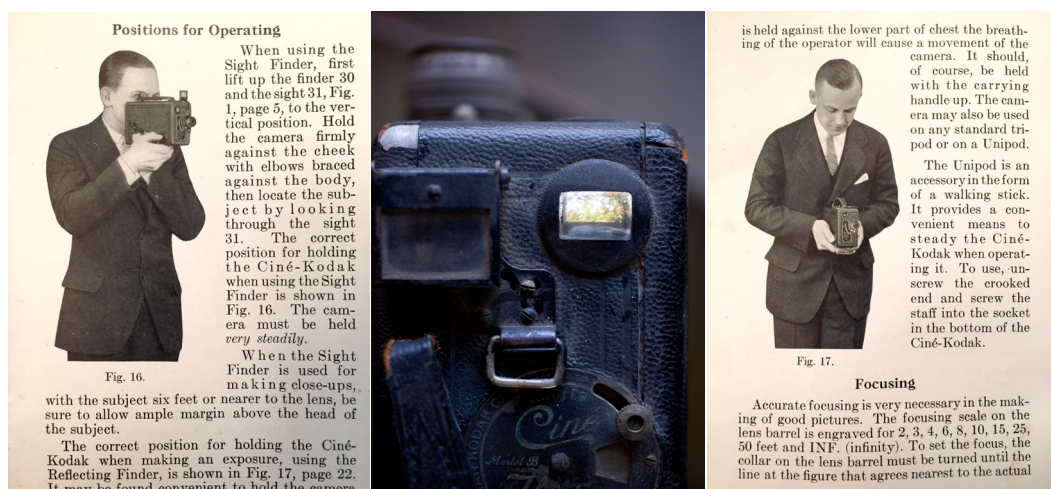 Positions for Operating
When using the
Sight Finder, first
lift up the finder 30
and the sight 31, Fig.
1, page 5, to the ver-
tical position. Hold
the camera firmly
against the cheek
with elbows braced
against the body,
then locate the sub-
ject by looking
through the sight
31. The correct
position for holding
the Ciné-Kodak
when using the Sight
Finder is shown in
Fig. 16. The cam-
era must be held
very steadily.
When the Sight
Finder is used for
making close-ups,
Fig. 16.
with the subject six feet or nearer to the lens, be
sure to allow ample margin above the head of
the subject.
The correct position for holding the Ciné-
Kodak when making an exposure, using the
Reflecting Finder, is shown in Fig. 17, page 22.
It may be found convenient to hold the camera
Ciné
Model B
is held against the lower part of chest the breath-
ing of the operator will cause a movement of the
camera. It should,
of course, be held
with the carrying
handle up. The cam-
era may also be used
on any standard tri-
pod or on a Unipod.
The Unipod is an
accessory in the form
of a walking stick.
It provides a con-
venient means to
steady the Ciné-
Kodak when operat-
ing it. To use, un-
screw the crooked
end and screw the
staff into the socket
in the bottom of the
Ciné-Kodak.
Fig. 17.
Focusing
Accurate focusing is very necessary in the mak-
ing of good pictures. The focusing scale on the
lens barrel is engraved for 2, 3, 4, 6, 8, 10, 15, 25,
50 feet and INF. (infinity). To set the focus, the
collar on the lens barrel must be turned until the
line at the figure that agrees nearest to the actual